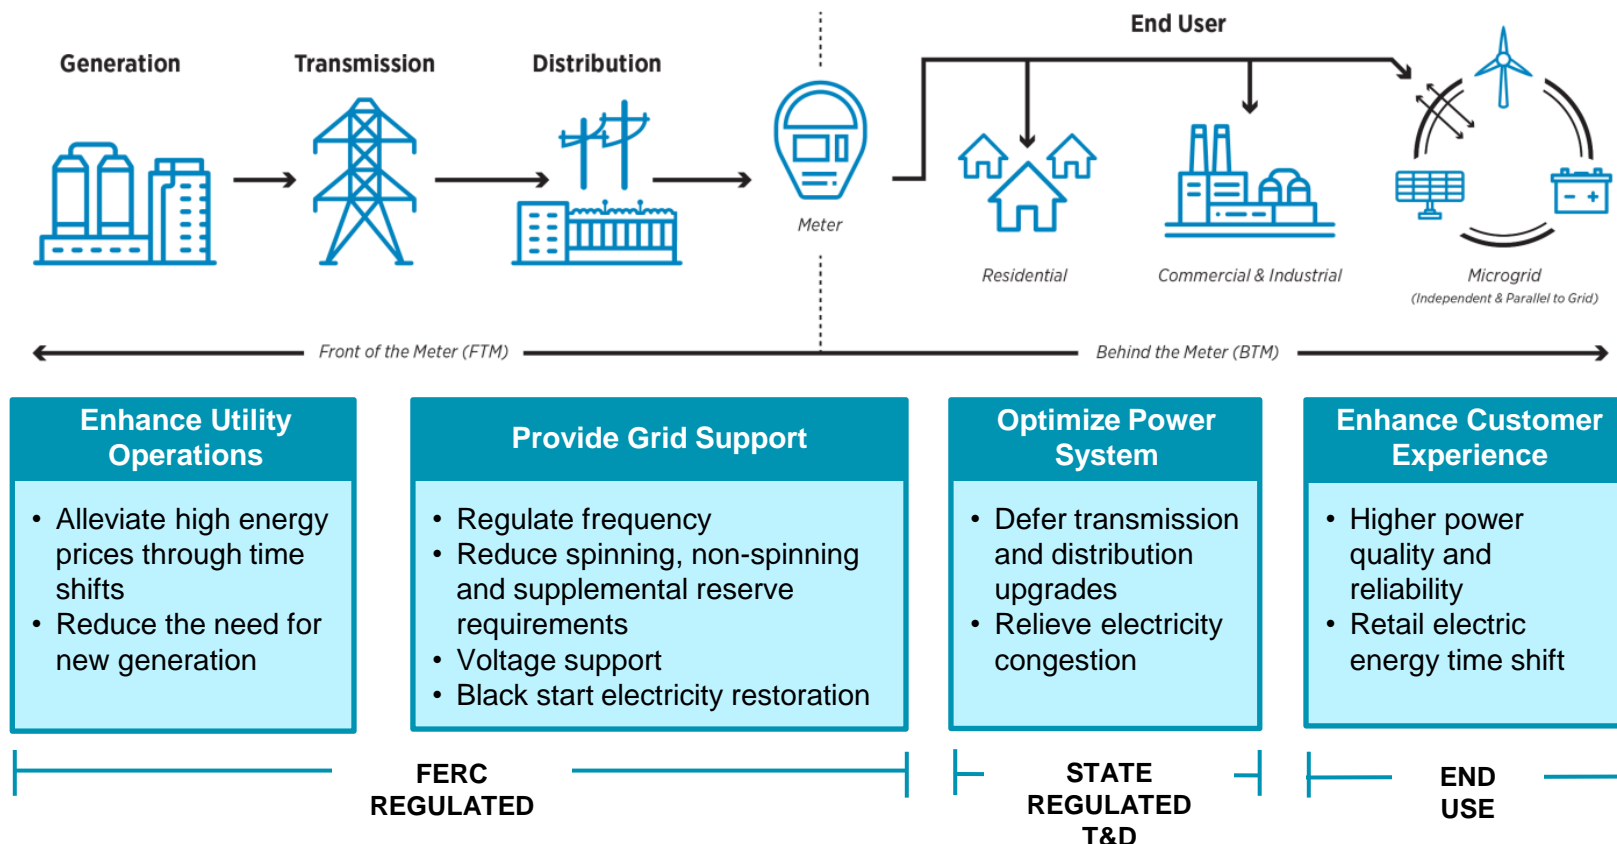 End User
Generation
Transmission
Distribution
Meter
Residential
Commercial & Industrial
Microgrid
(Independent & Parallel to Grid)
Front of the Meter (FTM)
Behind the Meter (BTM)
Enhance Utility
Operations
• Alleviate high energy
prices through time
shifts
• Reduce the need for
new generation
Provide Grid Support
• Regulate frequency
• Reduce spinning, non-spinning
and supplemental reserve
requirements
• Voltage support
• Black start electricity restoration
Optimize Power
System
• Defer transmission
and distribution
upgrades
• Relieve electricity
congestion
Enhance Customer
Experience
• Higher power
quality and
reliability
• Retail electric
energy time shift
FERC
REGULATED
STATE
REGULATED
T&D
END
USE